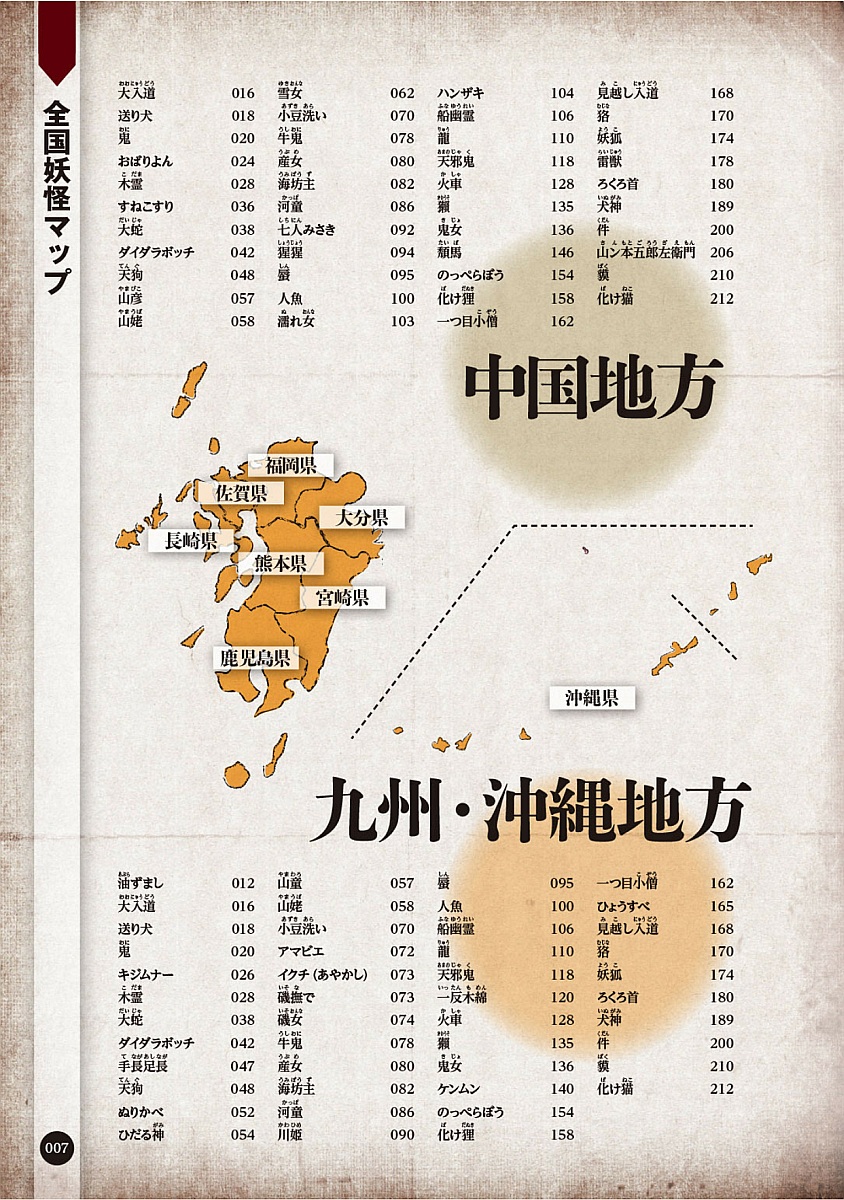 全国妖怪マップ
大入道 016
送り犬 018
鬼 020
おばりよん 024
木霊 028
すねこすり 036
大蛇 038
ダイダラボッチ 042
天狗 048
山彦 057
山姥 058
雪女 062
小豆洗い 070
牛鬼 078
産女 080
海坊主 082
河童 086
七人みさき 092
猩猩 094
蜃 095
人魚 100
濡れ女 103
ハンザキ 104
船幽霊 106
龍 110
天邪鬼 118
火車 128
獺 135
鬼女 136
頽馬 146
のっぺらぼう 154
化け狸 158
一つ目小僧 162
見越し入道 168
狢 170
妖狐 174
雷獣 178
ろくろ首 180
犬神 189
件 200
山ン本五郎左衛門 206
貘 210
化け猫 212
中国地方
福岡県
佐賀県
大分県
長崎県
熊本県
宮崎県
鹿児島県
沖縄県
九州・沖縄地方
油ずまし 012
大入道 016
送り犬 018
鬼 020
キジムナー 026
木霊 028
大蛇 038
ダイダラボッチ 042
手長足長 047
天狗 048
ぬりかべ 052
ひだる神 054
山童 057
山姥 058
小豆洗い 070
アマビエ 072
イクチ(あやかし) 073
磯撫で 073
磯女 074
牛鬼 078
産女 080
海坊主 082
河童 086
川姫 090
蜃 095
人魚 100
船幽霊 106
龍 110
天邪鬼 118
一反木綿 120
火車 128
獺 135
鬼女 136
ケンムン 140
のっぺらぼう 154
化け狸 158
一つ目小僧 162
ひょうすべ 165
見越し入道 168
狢 170
妖狐 174
ろくろ首 180
犬神 189
件 200
貘 210
化け猫 212
007